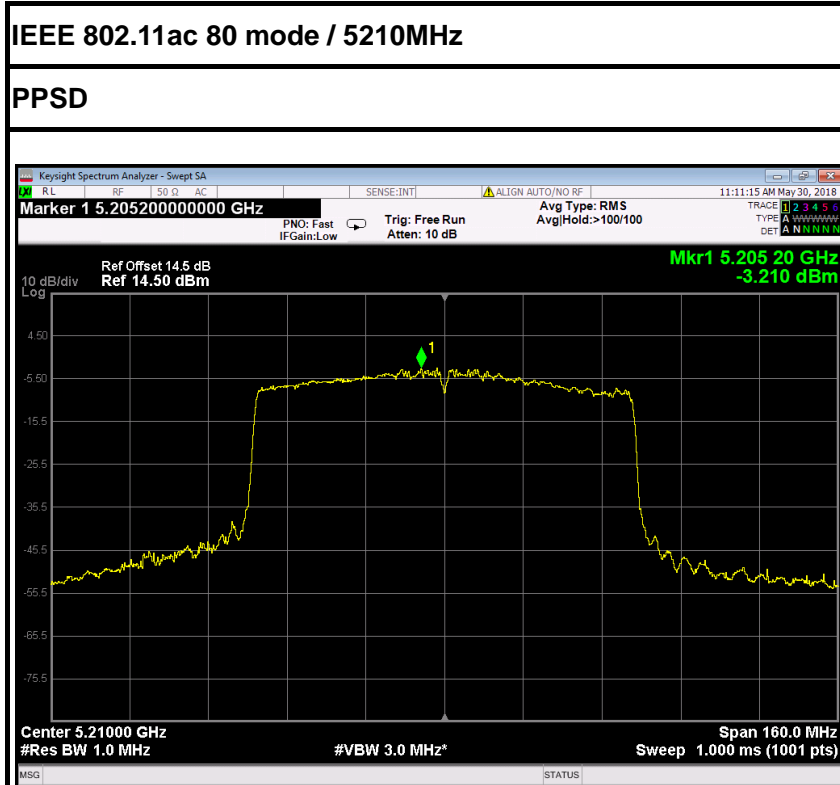 IEEE 802.11ac 80 mode / 5210MHz
PPSD
Keysight Spectrum Analyzer - Swept SA
LXI RL RF 50 Ω AC SENSE:INT ALIGN AUTO/NO RF 11:11:15 AM May 30, 2018
Marker 1 5.205200000000 GHz
PNO: Fast Trig: Free Run Avg Type: RMS TRACE 1 2 3 4 5 6
IFGain:Low Atten: 10 dB Avg|Hold:>100/100 TYPE A WWWWW
DET A N N N N N
Mkr1 5.205 20 GHz
-3.210 dBm
Ref Offset 14.5 dB
10 dB/div Ref 14.50 dBm
Log
1
4.50
-5.50
-15.5
-25.5
-35.5
-45.5
-55.5
-65.5
-75.5
Center 5.21000 GHz Span 160.0 MHz
#Res BW 1.0 MHz #VBW 3.0 MHz* Sweep 1.000 ms (1001 pts)
MSG STATUS